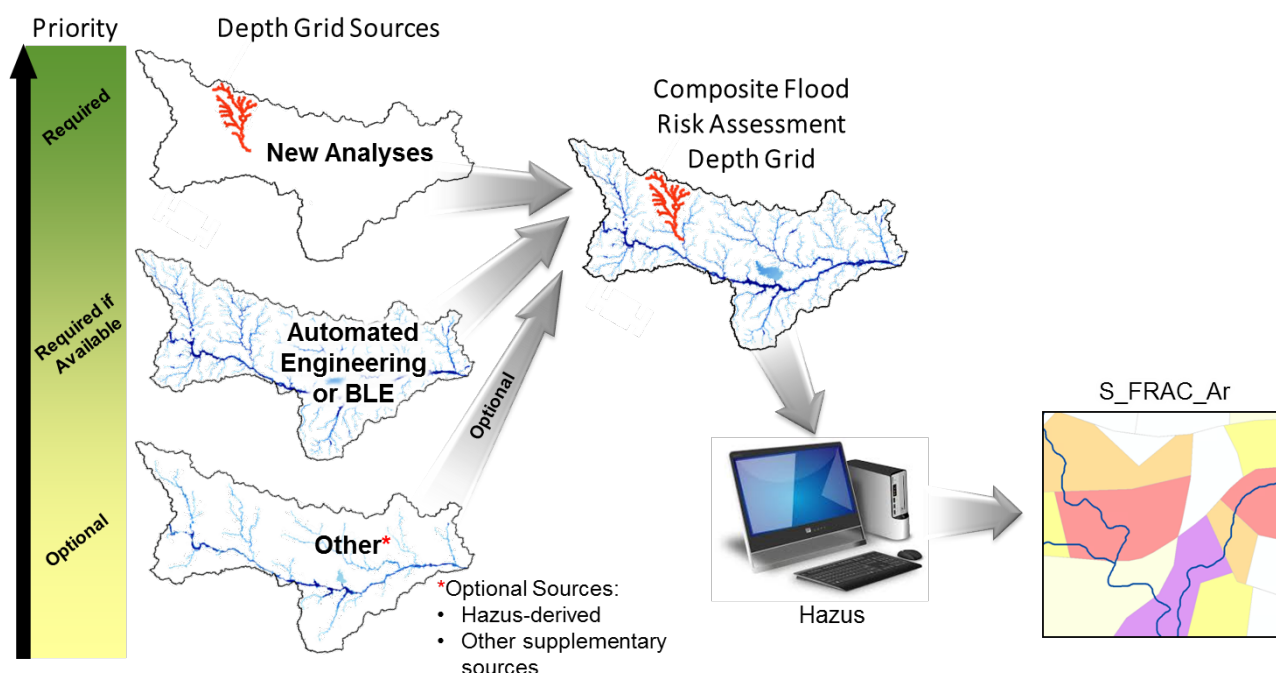 Priority
Depth Grid Sources
Required
New Analyses
Composite Flood
Risk Assessment
Depth Grid
Required if
Available
Automated
Engineering
or BLE
Optional
S_FRAC_Ar
Optional
Other*
*Optional Sources:
• Hazus-derived
• Other supplementary
sources
Hazus